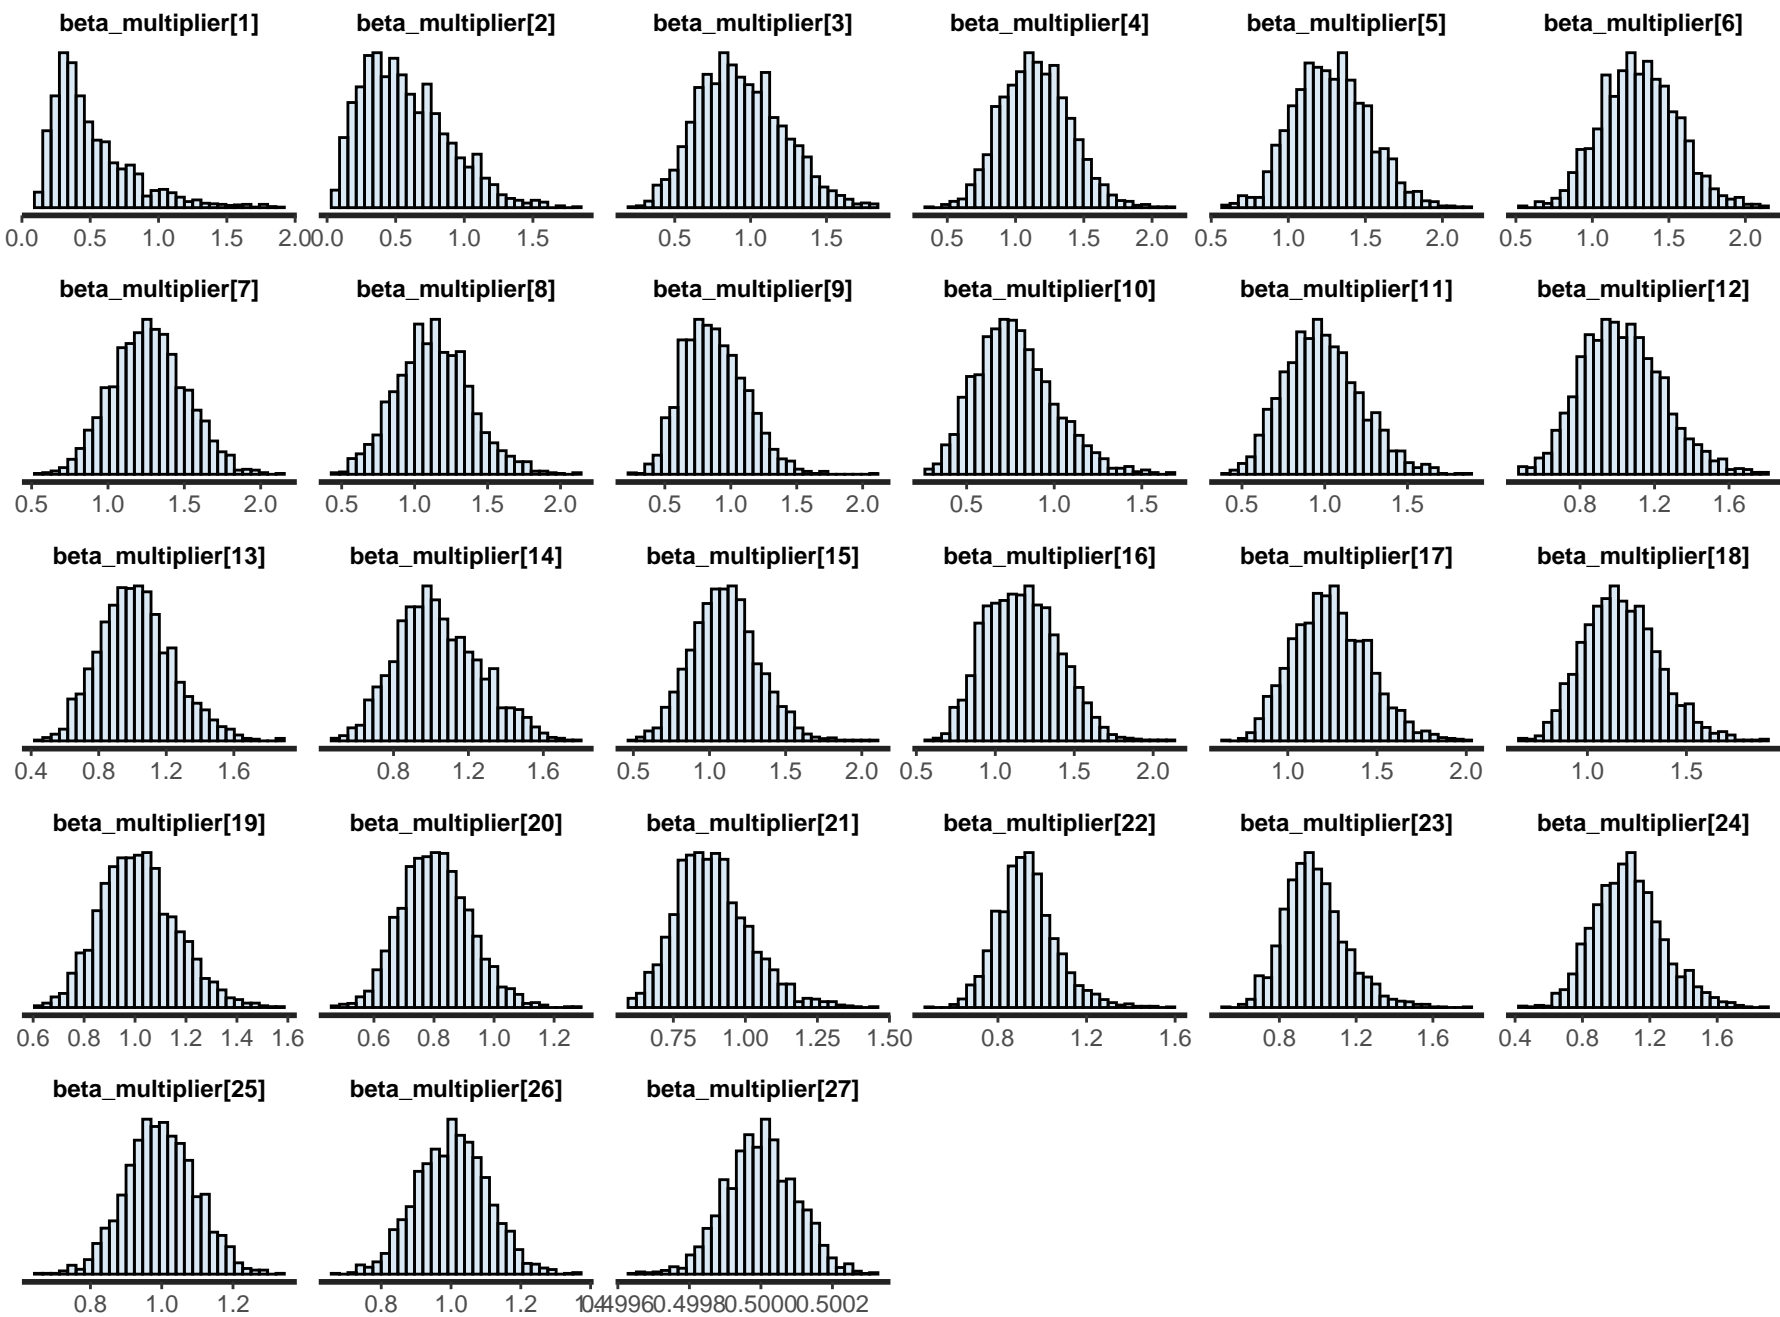 beta_multiplier[1] beta_multiplier[2] beta_multiplier[3] beta_multiplier[4] beta_multiplier[5] beta_multiplier[6]
0.0 0.5 1.0 1.5 2.0 0.0 0.5 1.0 1.5 0.5 1.0 1.5 0.5 1.0 1.5 2.0 0.5 1.0 1.5 2.0 0.5 1.0 1.5 2.0
beta_multiplier[7] beta_multiplier[8] beta_multiplier[9] beta_multiplier[10] beta_multiplier[11] beta_multiplier[12]
0.5 1.0 1.5 2.0 0.5 1.0 1.5 2.0 0.5 1.0 1.5 2.0 0.5 1.0 1.5 0.5 1.0 1.5 0.8 1.2 1.6
beta_multiplier[13] beta_multiplier[14] beta_multiplier[15] beta_multiplier[16] beta_multiplier[17] beta_multiplier[18]
0.4 0.8 1.2 1.6 0.8 1.2 1.6 0.5 1.0 1.5 2.0 0.5 1.0 1.5 2.0 1.0 1.5 2.0 1.0 1.5
beta_multiplier[19] beta_multiplier[20] beta_multiplier[21] beta_multiplier[22] beta_multiplier[23] beta_multiplier[24]
0.6 0.8 1.0 1.2 1.4 1.6 0.6 0.8 1.0 1.2 0.75 1.00 1.25 1.50 0.8 1.2 1.6 0.8 1.2 1.6 0.4 0.8 1.2 1.6
beta_multiplier[25] beta_multiplier[26] beta_multiplier[27]
0.8 1.0 1.2 0.8 1.0 1.2 1.4 0.4996 0.4998 0.5000 0.5002